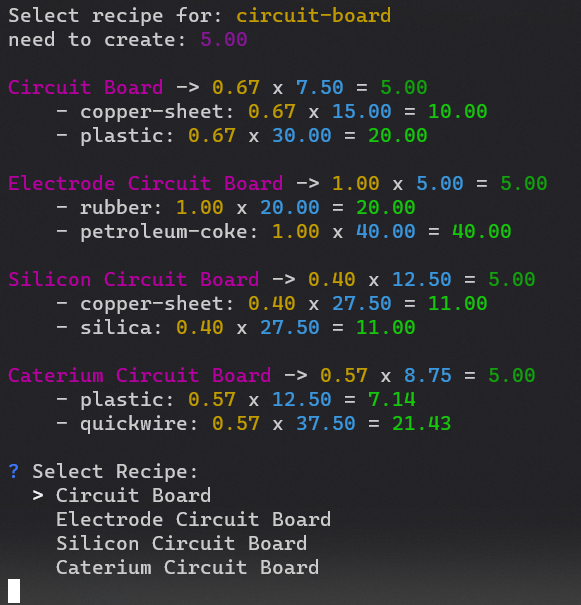 Select recipe for: circuit-board
need to create: 5.00
Circuit Board -> 0.67 x 7.50 = 5.00
- copper-sheet: 0.67 x 15.00 = 10.00
- plastic: 0.67 x 30.00 = 20.00
Electrode Circuit Board -> 1.00 x 5.00 = 5.00
- rubber: 1.00 x 20.00 = 20.00
- petroleum-coke: 1.00 x 40.00 = 40.00
Silicon Circuit Board -> 0.40 x 12.50 = 5.00
- copper-sheet: 0.40 x 27.50 = 11.00
- silica: 0.40 x 27.50 = 11.00
Caterium Circuit Board -> 0.57 x 8.75 = 5.00
- plastic: 0.57 x 12.50 = 7.14
- quickwire: 0.57 x 37.50 = 21.43
? Select Recipe:
> Circuit Board
Electrode Circuit Board
Silicon Circuit Board
Caterium Circuit Board